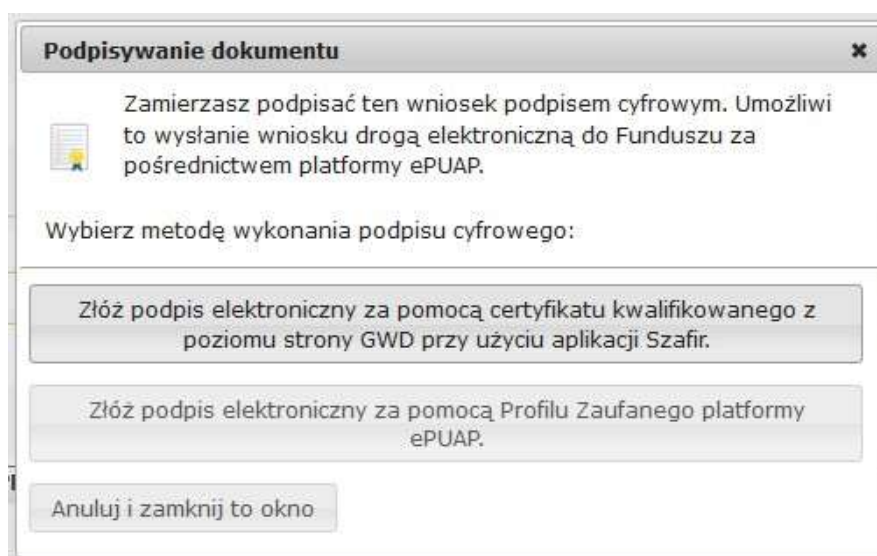 Podpisywanie dokumentu
Zamierzasz podpisać ten wniosek podpisem cyfrowym. Umożliwi
to wysłanie wniosku drogą elektroniczną do Funduszu za
pośrednictwem platformy ePUAP.
Wybierz metodę wykonania podpisu cyfrowego:
Złóż podpis elektroniczny za pomocą certyfikatu kwalifikowanego z
poziomu strony GWD przy użyciu aplikacji Szafir.
Złóż podpis elektroniczny za pomocą Profilu Zaufanego platformy
ePUAP.
Anuluj i zamknij to okno